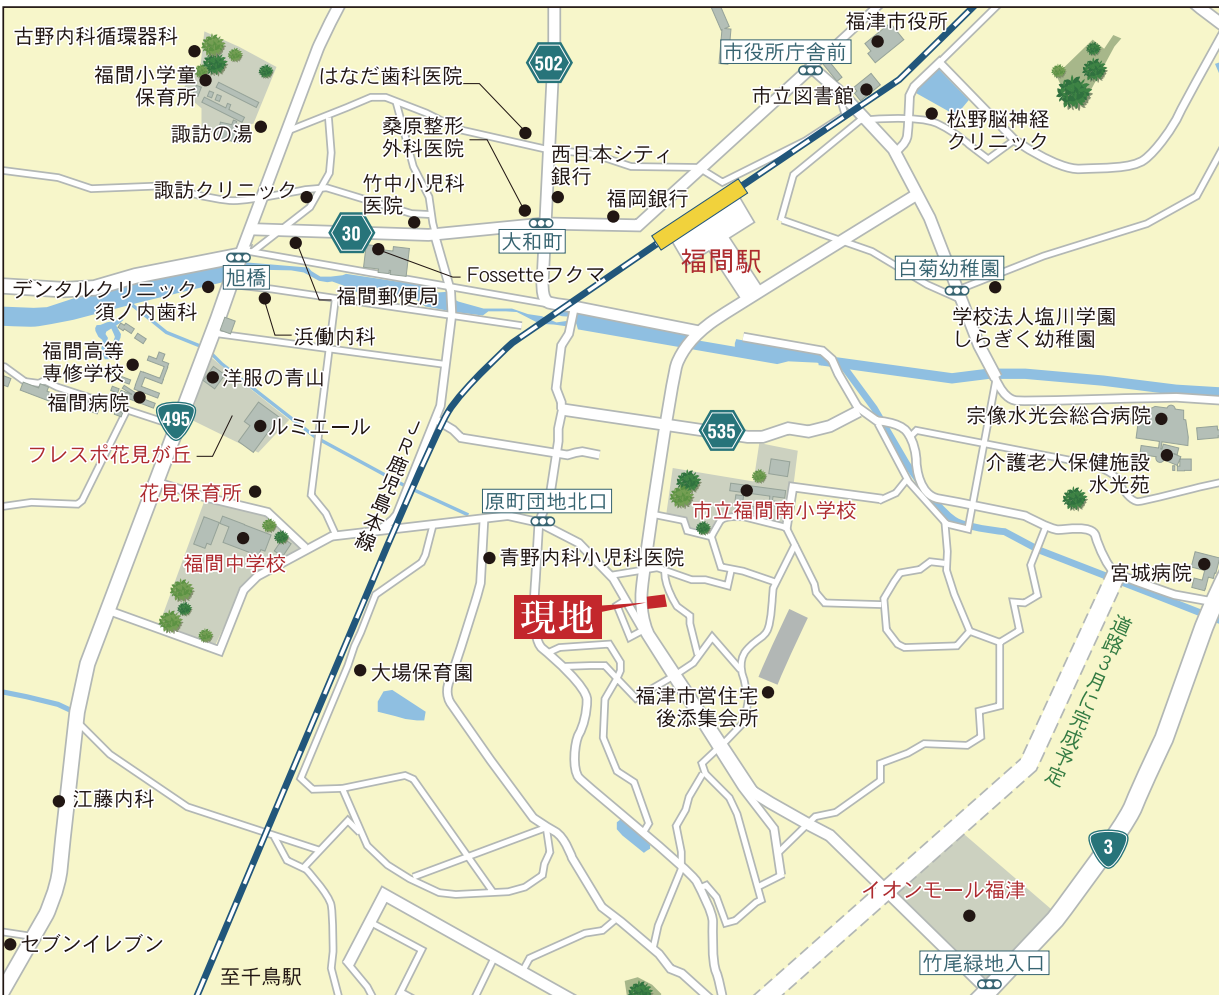 古野内科循環器科
福間小学童
保育所
諏訪の湯
はなだ歯科医院
502
市役所庁舎前
福津市役所
市立図書館
松野脳神経
クリニック
桑原整形
外科医院
西日本シティ
銀行
諏訪クリニック
竹中小児科
医院
福岡銀行
30
大和町
福間駅
白菊幼稚園
旭橋
Fossetteフクマ
デンタルクリニック
須ノ内歯科
福間郵便局
浜働内科
学校法人塩川学園
しらぎく幼稚園
福間高等
専修学校
福間病院
洋服の青山
495
ルミエール
フレスポ花見が丘
JR鹿児島本線
535
宗像水光会総合病院
介護老人保健施設
水光苑
花見保育所
原町団地北口
市立福間南小学校
福間中学校
青野内科小児科医院
宮城病院
現地
道路3月に完成予定
大場保育園
福津市営住宅
後添集会所
江藤内科
3
イオンモール福津
セブンイレブン
竹尾緑地入口
至千鳥駅